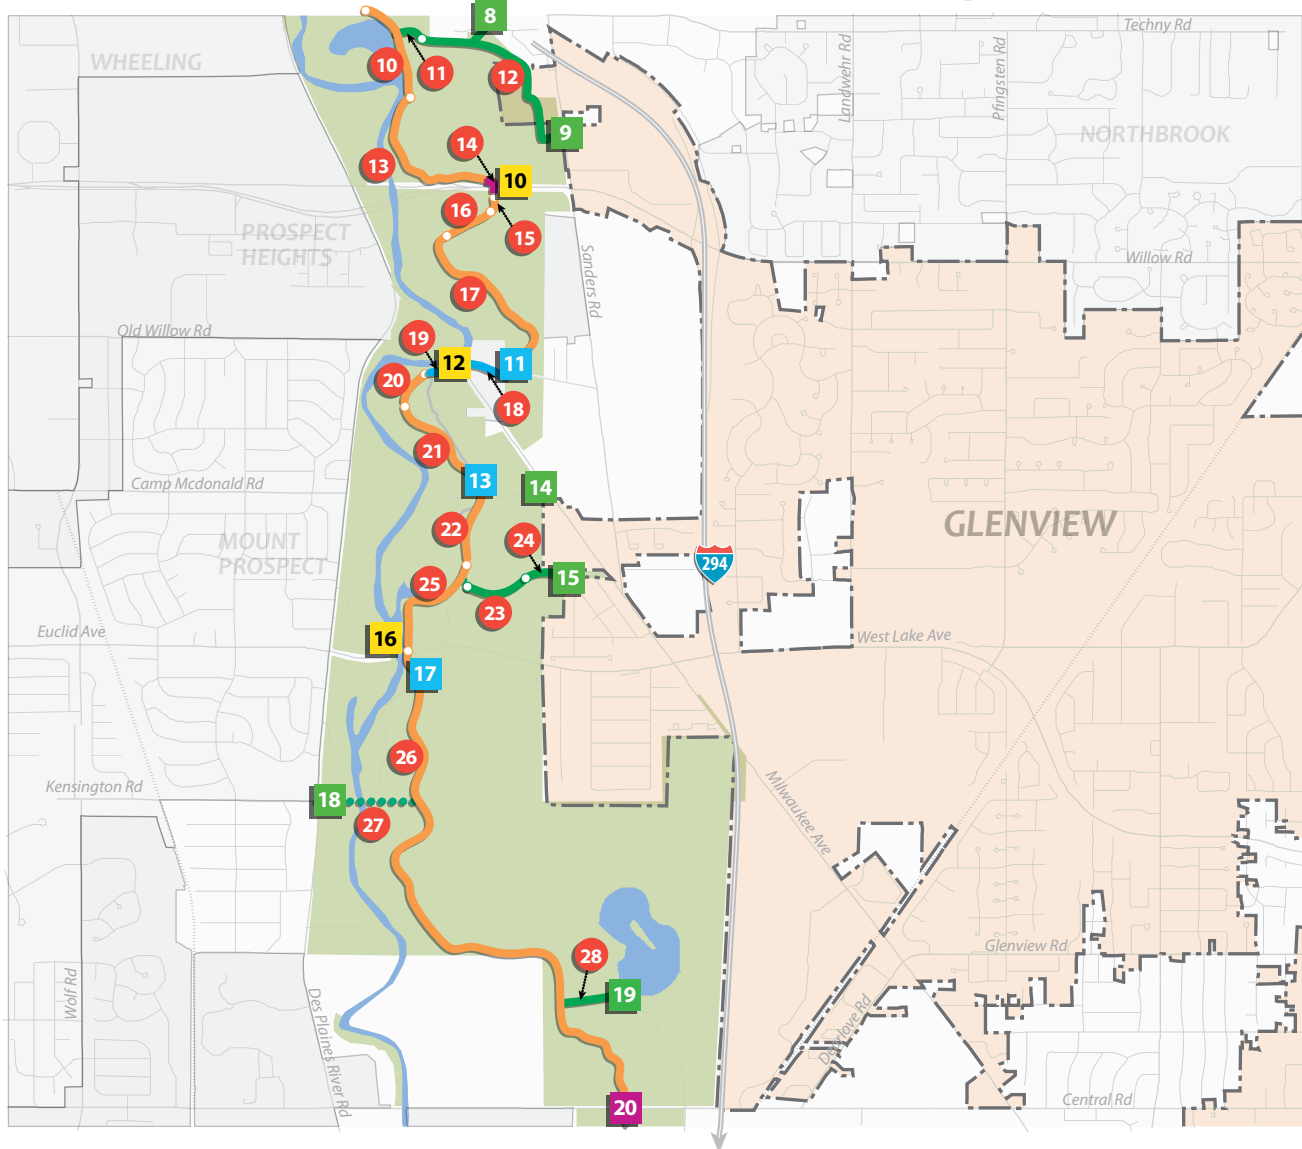 8
Techny Rd
WHEELING
10
11
12
Landwehr Rd
Pfingsten Rd
9
NORTHBROOK
14
13
10
16
15
PROSPECT
HEIGHTS
Sanders Rd
Willow Rd
17
Old Willow Rd
19
12
11
20
18
21
Camp Mcdonald Rd
13
14
GLENVIEW
22
MOUNT
PROSPECT
24
294
25
15
23
Euclid Ave
16
West Lake Ave
17
26
Kensington Rd
18
27
Milwaukee Ave
28
Glenview Rd
19
Wolf Rd
Des Plaines River Rd
Dewes Rd
20
Central Rd